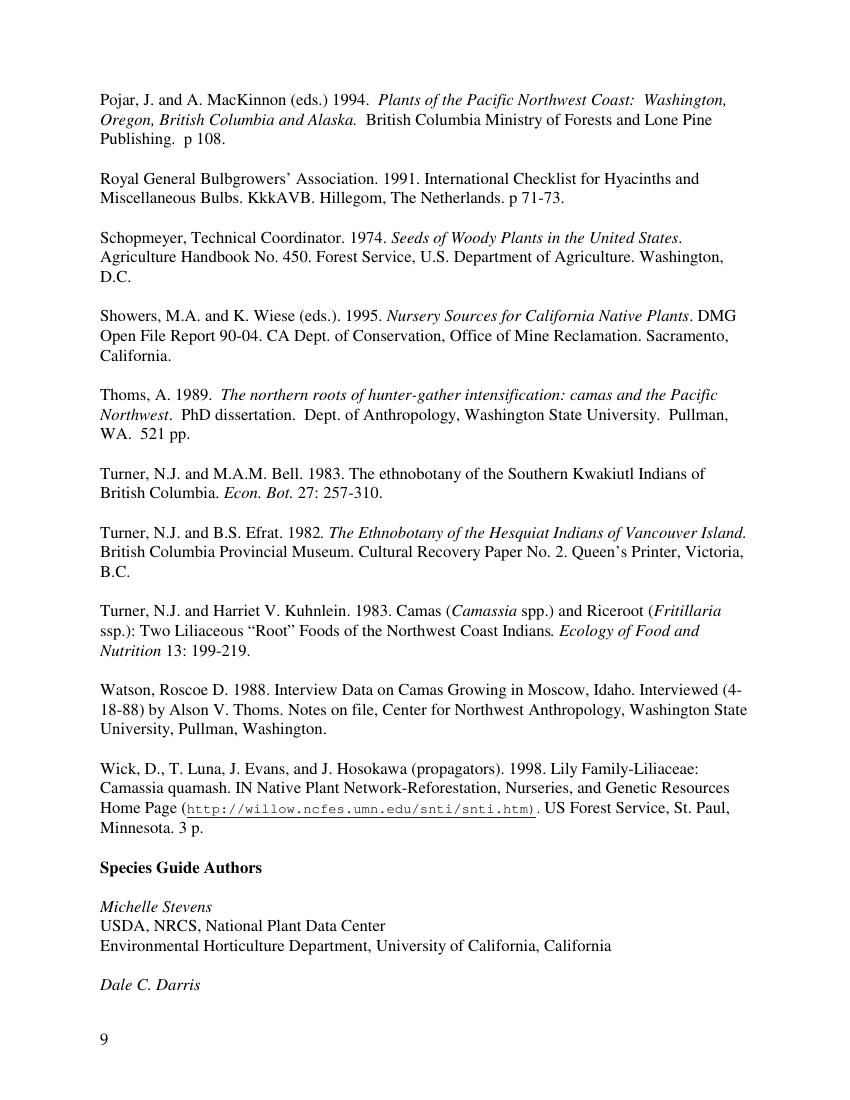 Pojar, J. and A. MacKinnon (eds.) 1994.  Plants of the Pacific Northwest Coast:  Washington,
Oregon, British Columbia and Alaska.  British Columbia Ministry of Forests and Lone Pine
Publishing.  p 108.
Royal General Bulbgrowers’ Association. 1991. International Checklist for Hyacinths and
Miscellaneous Bulbs. KkkAVB. Hillegom, The Netherlands. p 71-73.
Schopmeyer, Technical Coordinator. 1974. Seeds of Woody Plants in the United States.
Agriculture Handbook No. 450. Forest Service, U.S. Department of Agriculture. Washington,
D.C.
Showers, M.A. and K. Wiese (eds.). 1995. Nursery Sources for California Native Plants. DMG
Open File Report 90-04. CA Dept. of Conservation, Office of Mine Reclamation. Sacramento,
California.
Thoms, A. 1989.  The northern roots of hunter-gather intensification: camas and the Pacific
Northwest.  PhD dissertation.  Dept. of Anthropology, Washington State University.  Pullman,
WA.  521 pp.
Turner, N.J. and M.A.M. Bell. 1983. The ethnobotany of the Southern Kwakiutl Indians of
British Columbia. Econ. Bot. 27: 257-310.
Turner, N.J. and B.S. Efrat. 1982. The Ethnobotany of the Hesquiat Indians of Vancouver Island.
British Columbia Provincial Museum. Cultural Recovery Paper No. 2. Queen’s Printer, Victoria,
B.C.
Turner, N.J. and Harriet V. Kuhnlein. 1983. Camas (Camassia spp.) and Riceroot (Fritillaria
ssp.): Two Liliaceous “Root” Foods of the Northwest Coast Indians. Ecology of Food and
Nutrition 13: 199-219.
Watson, Roscoe D. 1988. Interview Data on Camas Growing in Moscow, Idaho. Interviewed (4-
18-88) by Alson V. Thoms. Notes on file, Center for Northwest Anthropology, Washington State
University, Pullman, Washington.
Wick, D., T. Luna, J. Evans, and J. Hosokawa (propagators). 1998. Lily Family-Liliaceae:
Camassia quamash. IN Native Plant Network-Reforestation, Nurseries, and Genetic Resources
Home Page (http://willow.ncfes.umn.edu/snti/snti.htm). US Forest Service, St. Paul,
Minnesota. 3 p.
Species Guide Authors
Michelle Stevens
USDA, NRCS, National Plant Data Center
Environmental Horticulture Department, University of California, California
Dale C. Darris
9